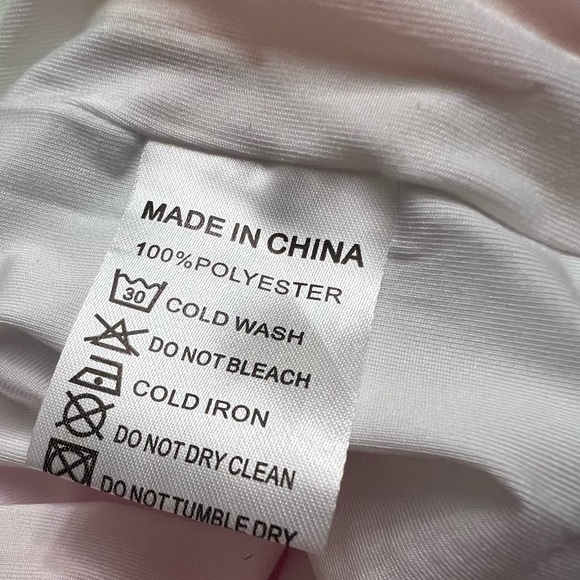 MADE IN CHINA
100%POLYESTER
30 COLD WASH
DO NOT BLEACH
COLD IRON
DO NOT DRY CLEAN
DO NOT TUMBLE DRY